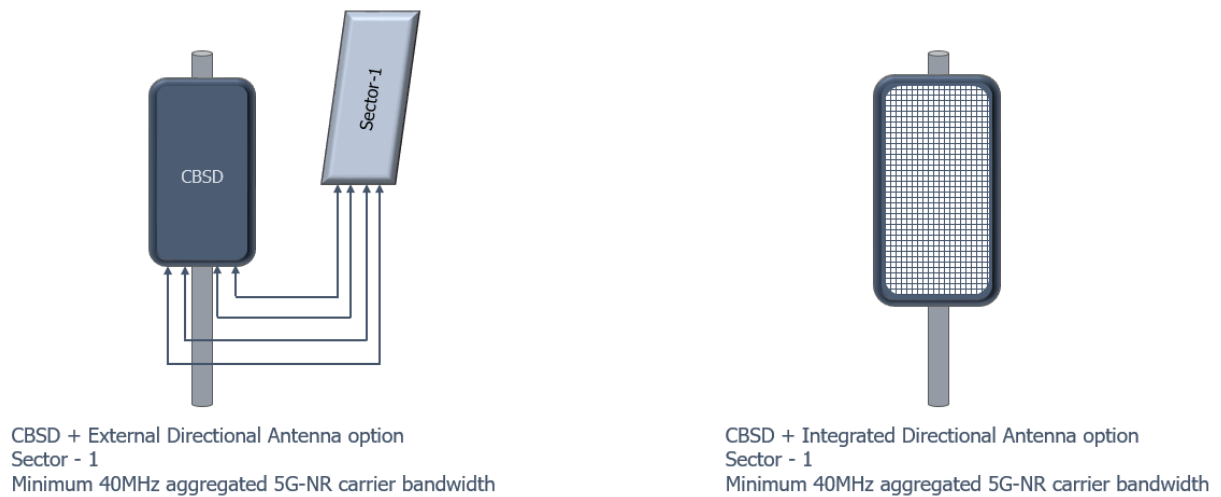 Sector-1
CBSD
CBSD + External Directional Antenna option
Sector - 1
Minimum 40MHz aggregated 5G-NR carrier bandwidth
CBSD + Integrated Directional Antenna option
Sector - 1
Minimum 40MHz aggregated 5G-NR carrier bandwidth